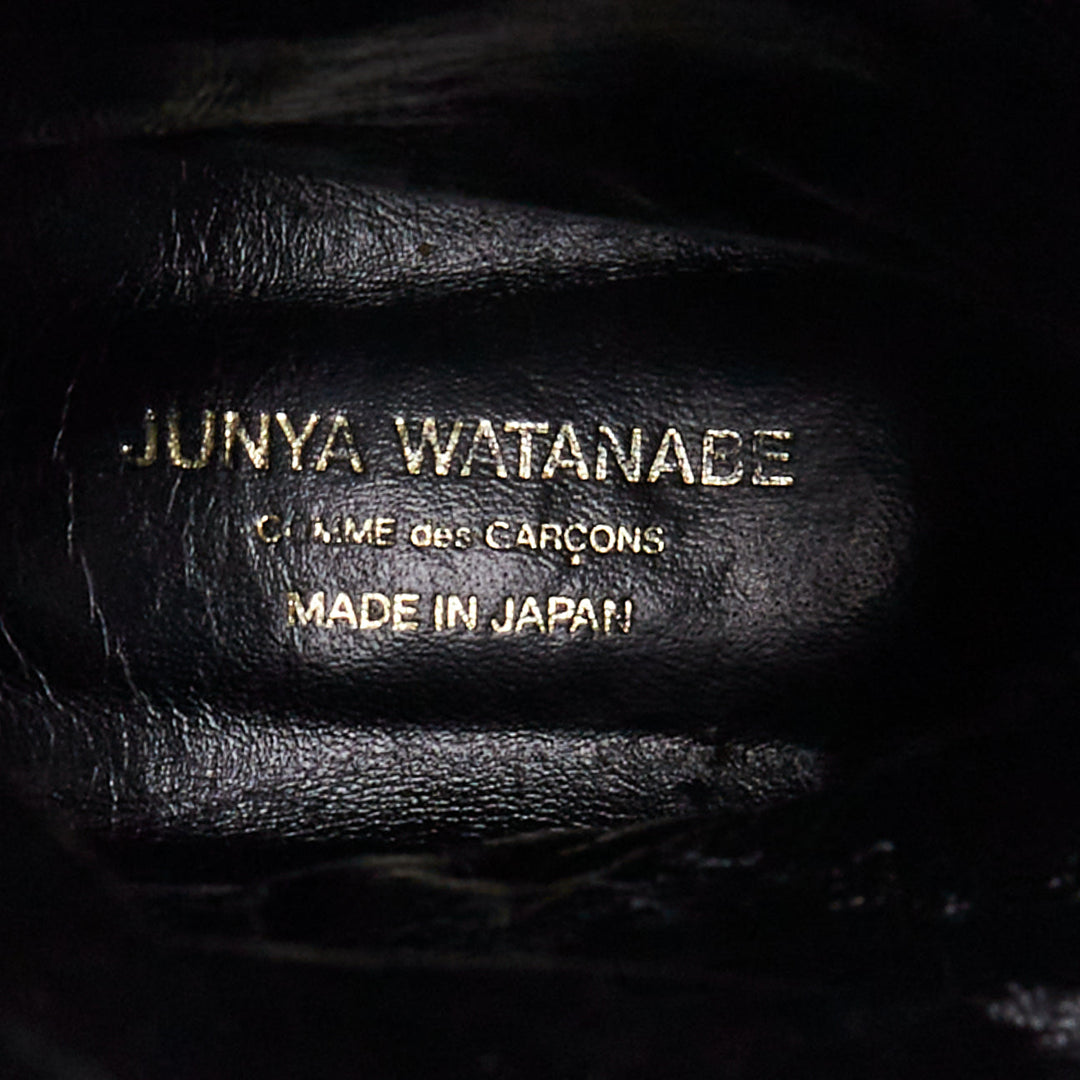 JUNYA WATANABE
COMME des GARÇONS
MADE IN JAPAN